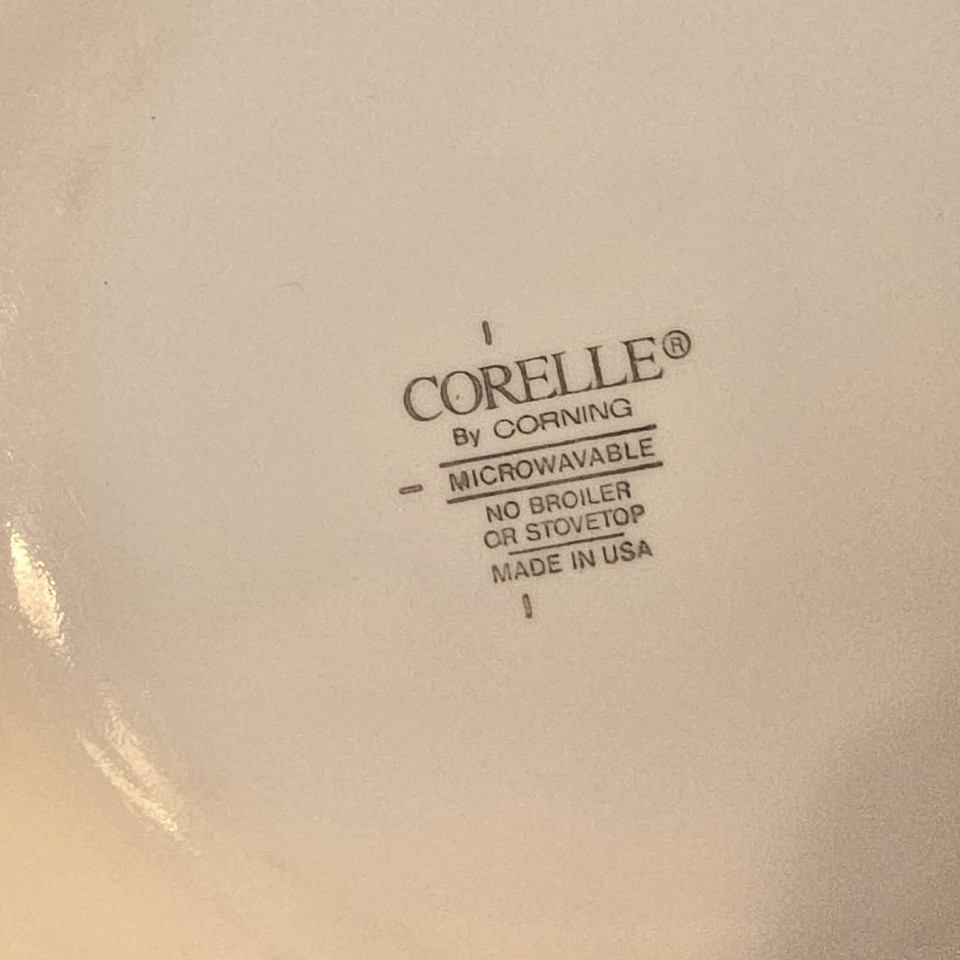 CORELLE®
By CORNING
MICROWAVABLE
NO BROILER
OR STOVETOP
MADE IN USA